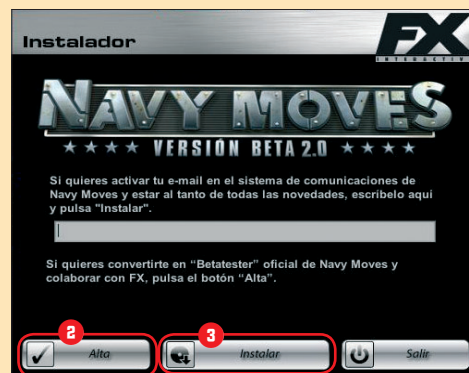 Instalador
FX
INTERACTIVE
NAVY MOVES
★★★★ VERSIÓN BETA 2.0 ★★★★
Si quieres activar tu e-mail en el sistema de comunicaciones de
Navy Moves y estar al tanto de todas las novedades, escríbelo aqui
y pulsa "Instalar".
Si quieres convertirte en “Betatester” oficial de Navy Moves y
colaborar con FX, pulsa el botón “Alta”.
2
3
Alta
Instalar
Salir